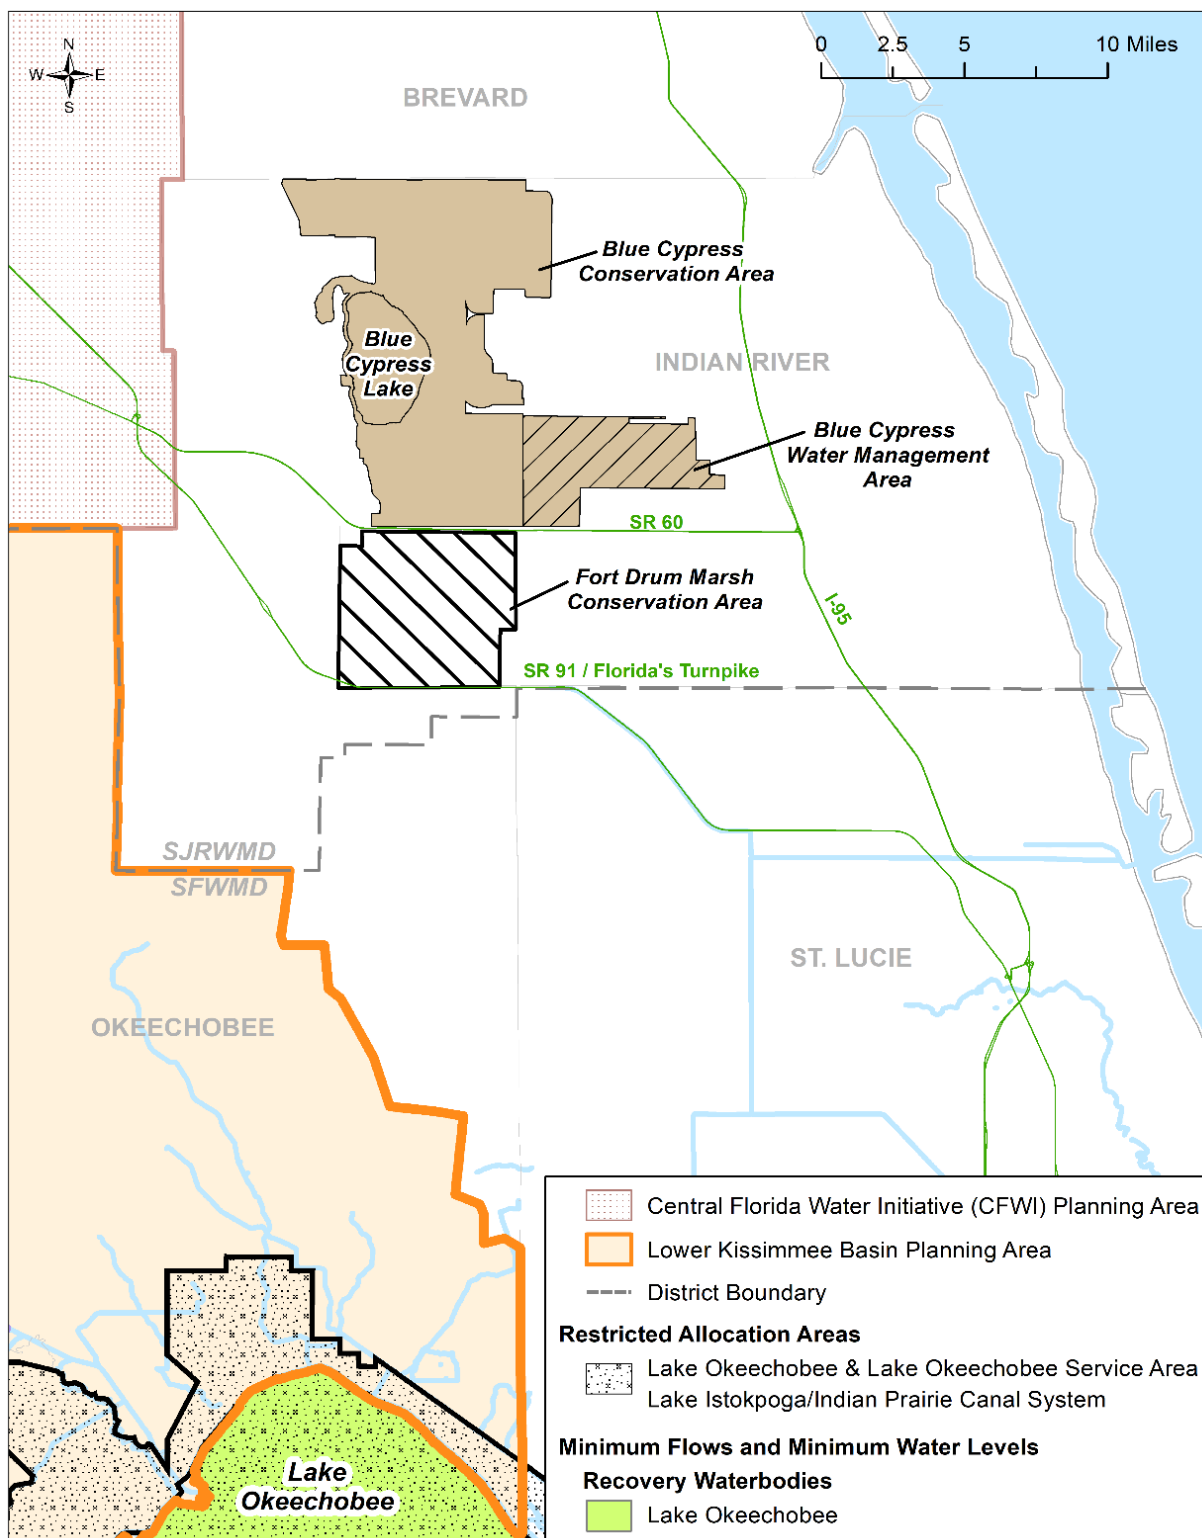 N
W E
S
0 2.5 5 10 Miles
BREVARD
Blue Cypress
Conservation Area
Blue
Cypress
Lake
INDIAN RIVER
Blue Cypress
Water Management
Area
SR 60
Fort Drum Marsh
Conservation Area
I-95
SR 91 / Florida's Turnpike
SJRWMD
SFWMD
ST. LUCIE
OKEECHOBEE
Central Florida Water Initiative (CFWI) Planning Area
Lower Kissimmee Basin Planning Area
District Boundary
Restricted Allocation Areas
Lake Okeechobee & Lake Okeechobee Service Area
Lake Istokpoga/Indian Prairie Canal System
Minimum Flows and Minimum Water Levels
Recovery Waterbodies
Lake Okeechobee
Lake
Okeechobee